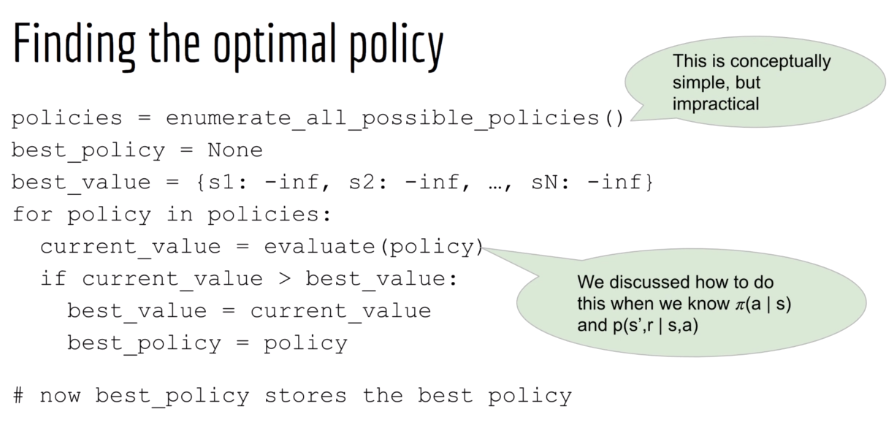 Finding the optimal policy
This is conceptually
simple, but
impractical
policies = enumerate_all_possible_policies()
best_policy = None
best_value = {s1: -inf, s2: -inf, …, sN: -inf}
for policy in policies:
  current_value = evaluate(policy)
  if current_value > best_value:
    best_value = current_value
    best_policy = policy
We discussed how to do
this when we know 𝜋(a | s)
and p(s’,r | s,a)
# now best_policy stores the best policy